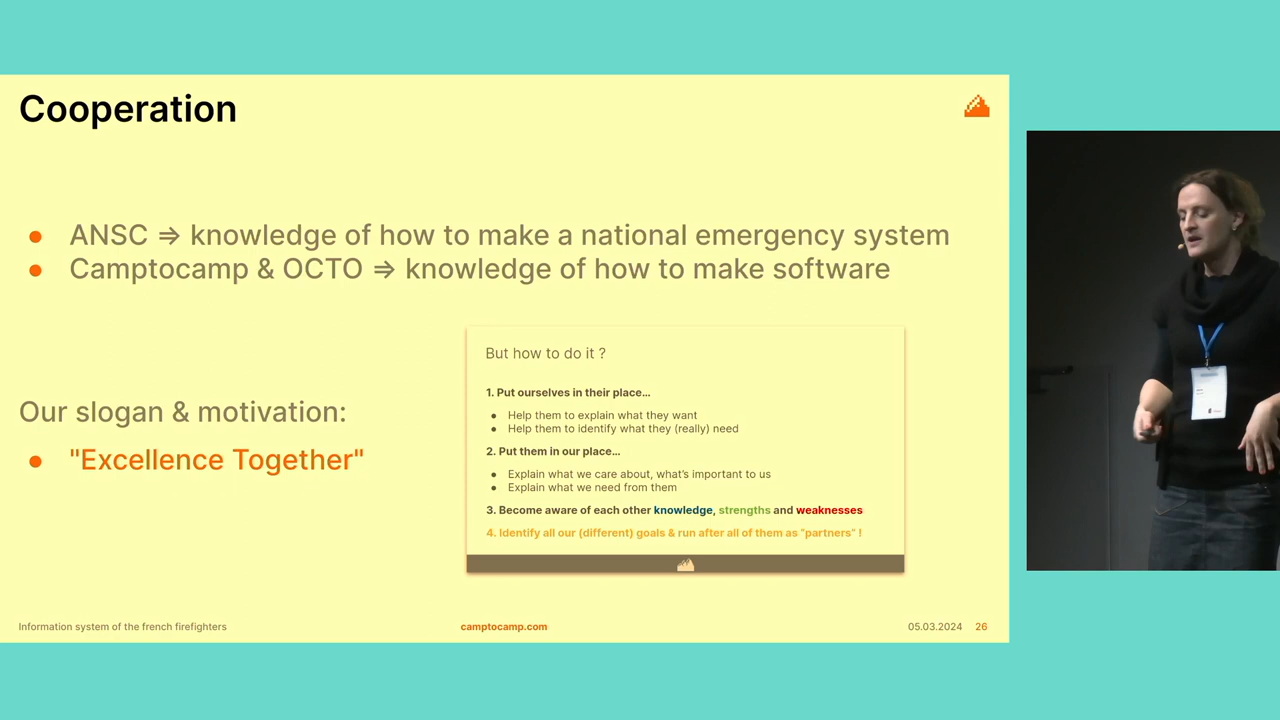 Cooperation
● ANSC ⇒ knowledge of how to make a national emergency system
● Camptocamp & OCTO ⇒ knowledge of how to make software
But how to do it ?
1. Put ourselves in their place...
● Help them to explain what they want
● Help them to identify what they (really) need
2. Put them in our place...
● Explain what we care about, what's important to us
● Explain what we need from them
3. Become aware of each other knowledge, strengths and weaknesses
4. Identify all our (different) goals & run after all of them as "partners" !
Our slogan & motivation:
● "Excellence Together"
Information system of the french firefighters
camptocamp.com
05.03.2024 26